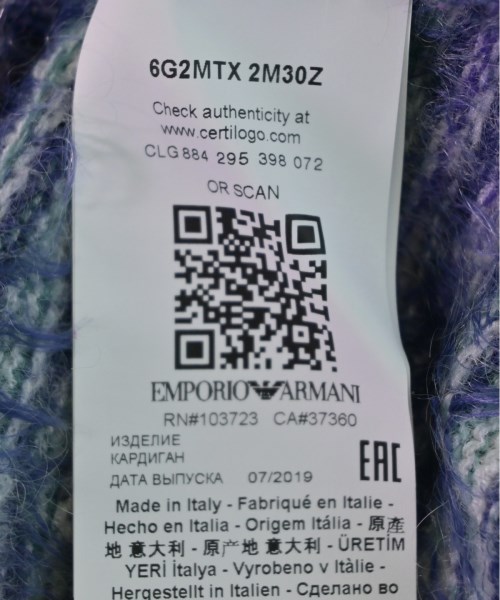 6G2MTX 2M30Z
Check authenticity at
www.certilogo.com
CLG 884 295 398 072
OR SCAN
EMPORIO ARMANI
RN#103723 CA#37360
ИЗДЕЛИЕ
КАРДИГАН
ДАТА ВЫПУСКА 07/2019
EAC
Made in Italy - Fabriqué en Italie -
Hecho en Italia - Origem Itália - 原産
地 意大利 - 原产地 意大利 - ÜRETİM
YERİ İtalya - Vyrobeno v Itàlie -
Hergestellt in Italien - Сделано во